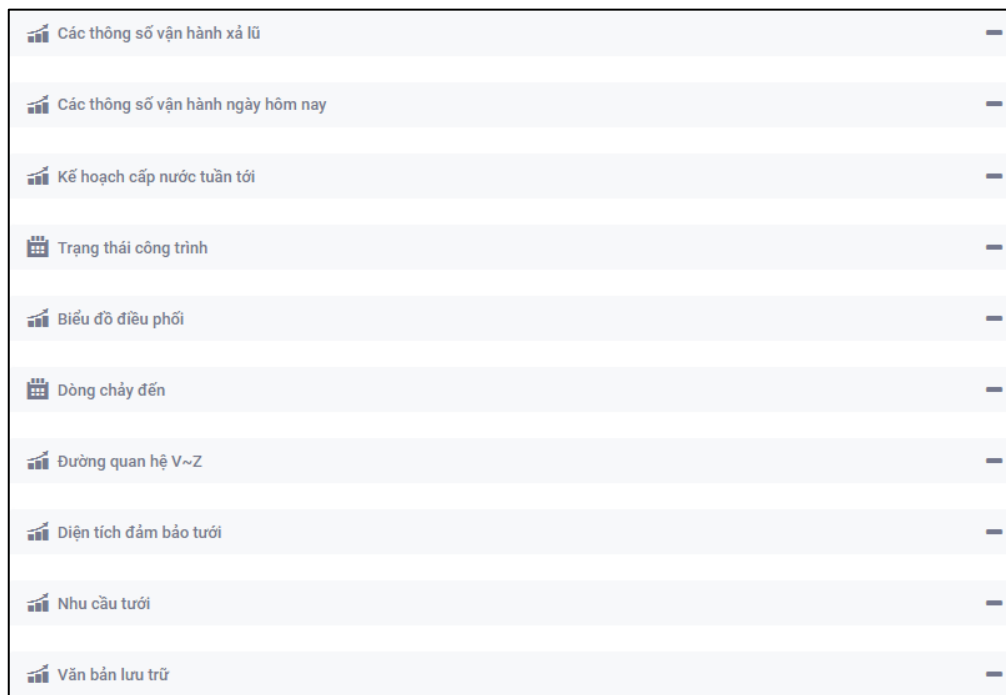 Các thông số vận hành xả lũ
Các thông số vận hành ngày hôm nay
Kế hoạch cấp nước tuần tới
Trạng thái công trình
Biểu đồ điều phối
Dòng chảy đến
Đường quan hệ V~Z
Diện tích đảm bảo tưới
Nhu cầu tưới
Văn bản lưu trữ